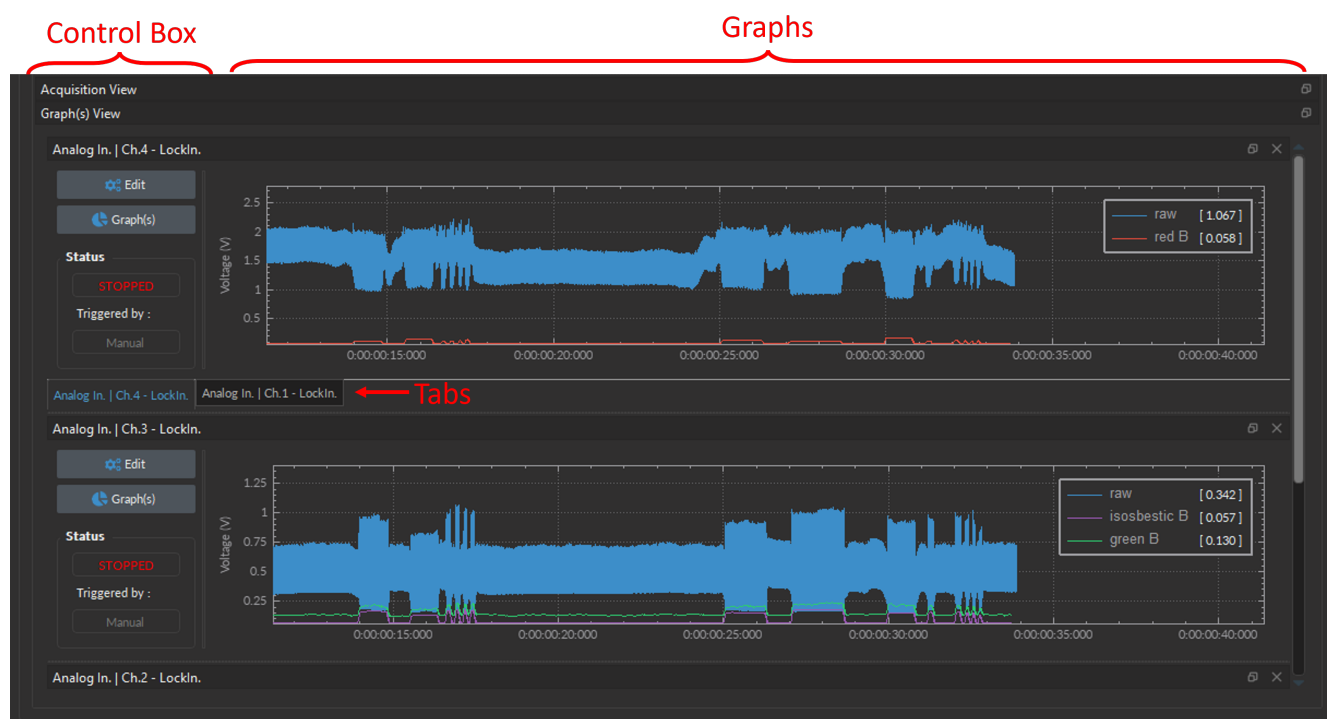 Control Box
Graphs
Acquisition View
Graph(s) View
Analog In. | Ch.4 - LockIn.
Edit
Graph(s)
Status
STOPPED
Triggered by :
Manual
Voltage (V)
2.5
2
1.5
1
0.5
raw [ 1.067 ]
red B [ 0.058 ]
0:00:00:15:000 0:00:00:20:000 0:00:00:25:000 0:00:00:30:000 0:00:00:35:000 0:00:00:40:000
Analog In. | Ch.4 - LockIn. Analog In. | Ch.1 - LockIn. Tabs
Analog In. | Ch.3 - LockIn.
Edit
Graph(s)
Status
STOPPED
Triggered by :
Manual
Voltage (V)
1.25
1
0.75
0.5
0.25
raw [ 0.342 ]
isosbestic B [ 0.057 ]
green B [ 0.130 ]
0:00:00:15:000 0:00:00:20:000 0:00:00:25:000 0:00:00:30:000 0:00:00:35:000 0:00:00:40:000
Analog In. | Ch.2 - LockIn.